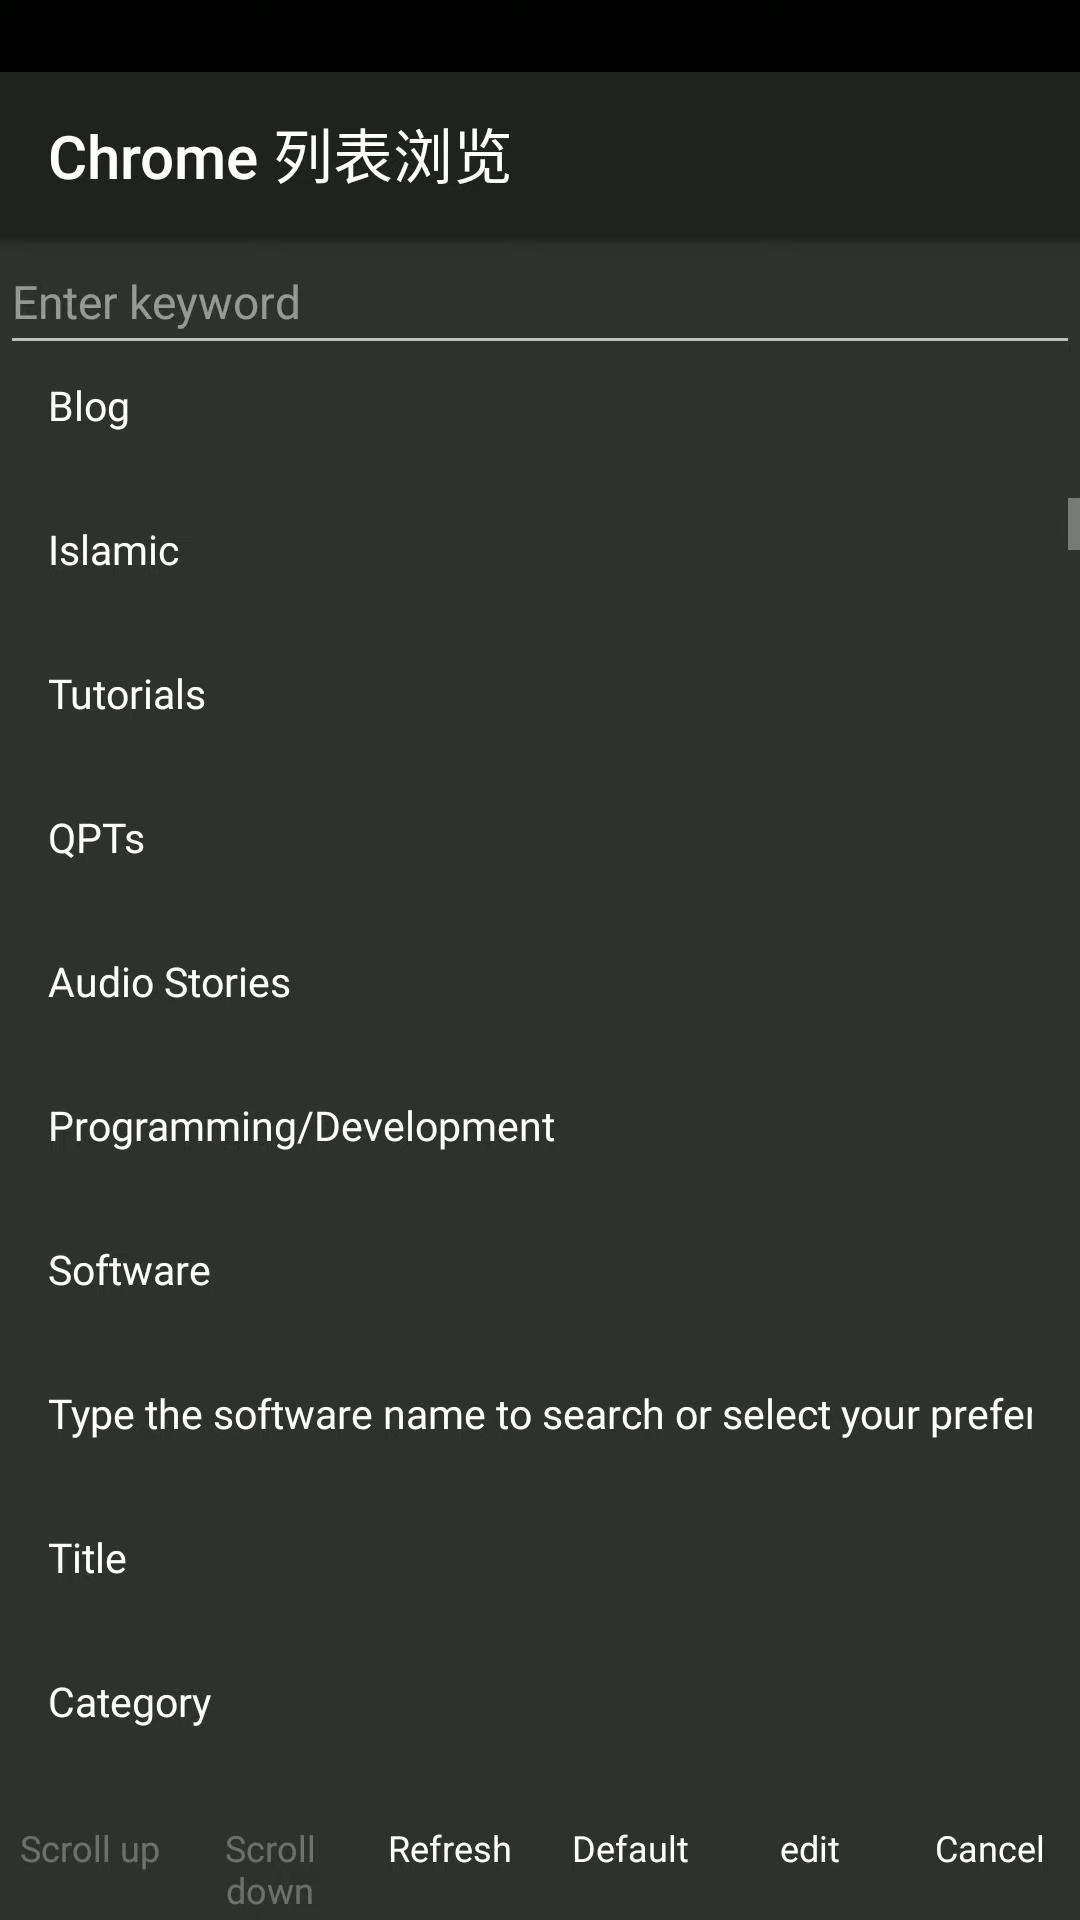 Chrome 列表浏览
Enter keyword
Blog
Islamic
Tutorials
QPTs
Audio Stories
Programming/Development
Software
Type the software name to search or select your prefer
Title
Category
Scroll up
Scroll down
Refresh
Default
edit
Cancel